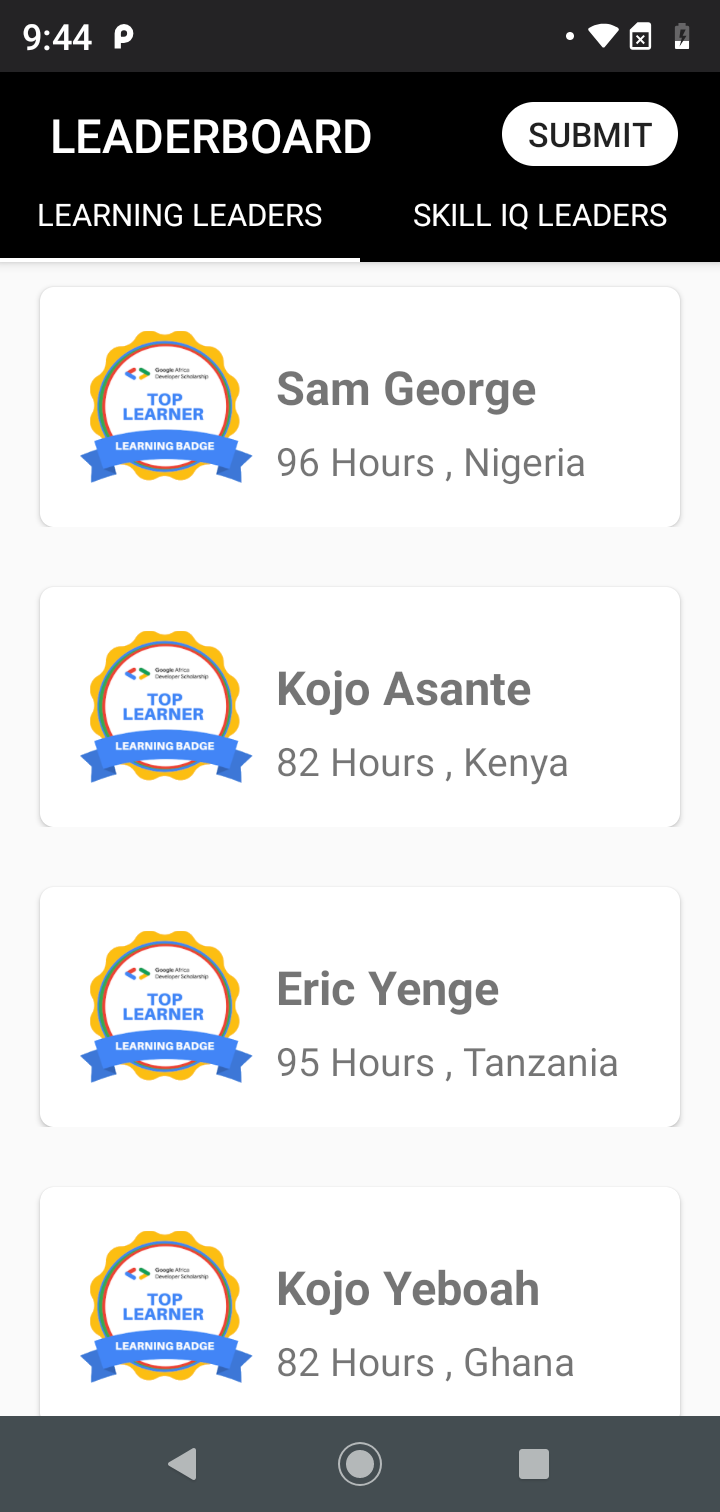 9:44
LEADERBOARD
SUBMIT
LEARNING LEADERS
SKILL IQ LEADERS
Google Africa
Developer Scholarship
TOP
LEARNER
LEARNING BADGE
Sam George
96 Hours , Nigeria
Google Africa
Developer Scholarship
TOP
LEARNER
LEARNING BADGE
Kojo Asante
82 Hours , Kenya
Google Africa
Developer Scholarship
TOP
LEARNER
LEARNING BADGE
Eric Yenge
95 Hours , Tanzania
Google Africa
Developer Scholarship
TOP
LEARNER
LEARNING BADGE
Kojo Yeboah
82 Hours , Ghana